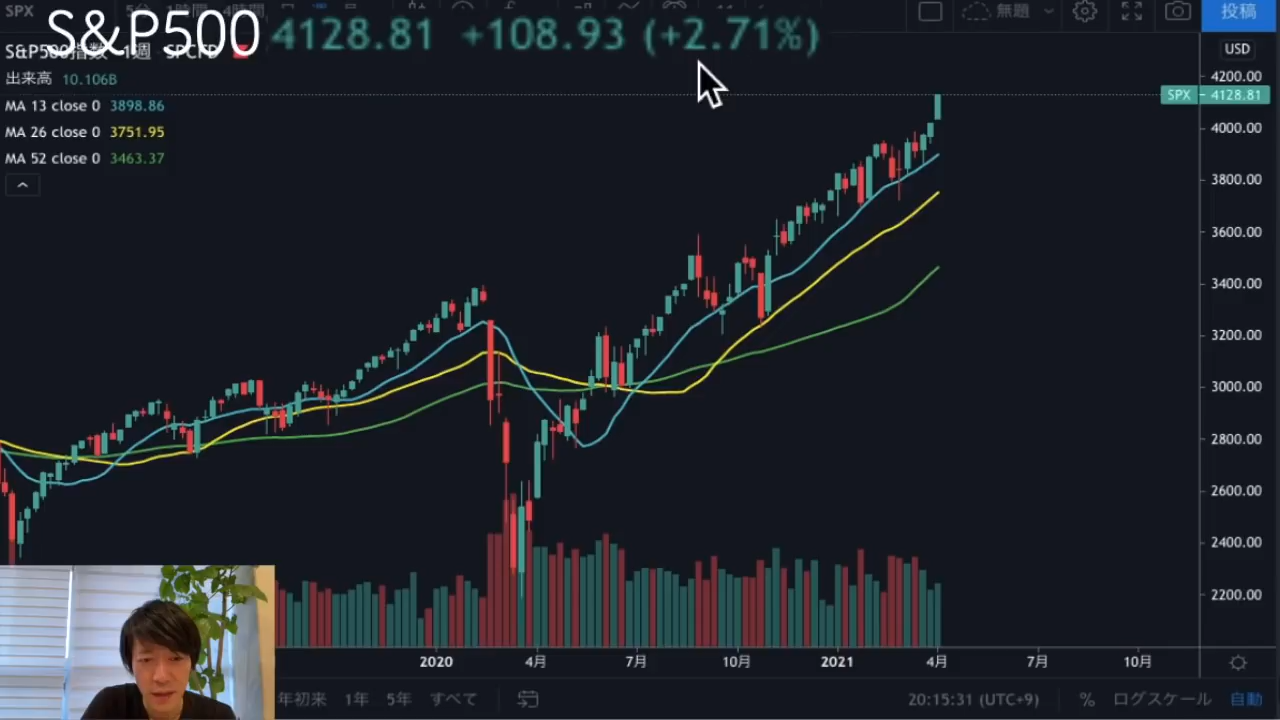 SPX
無題
投稿
S&P500
4128.81 +108.93 (+2.71%)
S&P500指数 1週 SPCFD
USD
出来高 10.106B
MA 13 close 0 3898.86
MA 26 close 0 3751.95
MA 52 close 0 3463.37
4200.00
SPX 4128.81
4000.00
3800.00
3600.00
3400.00
3200.00
3000.00
2800.00
2600.00
2400.00
2200.00
2020 4月 7月 10月 2021 4月 7月 10月
年初来 1年 5年 すべて 20:15:31 (UTC+9) % ログスケール 自動